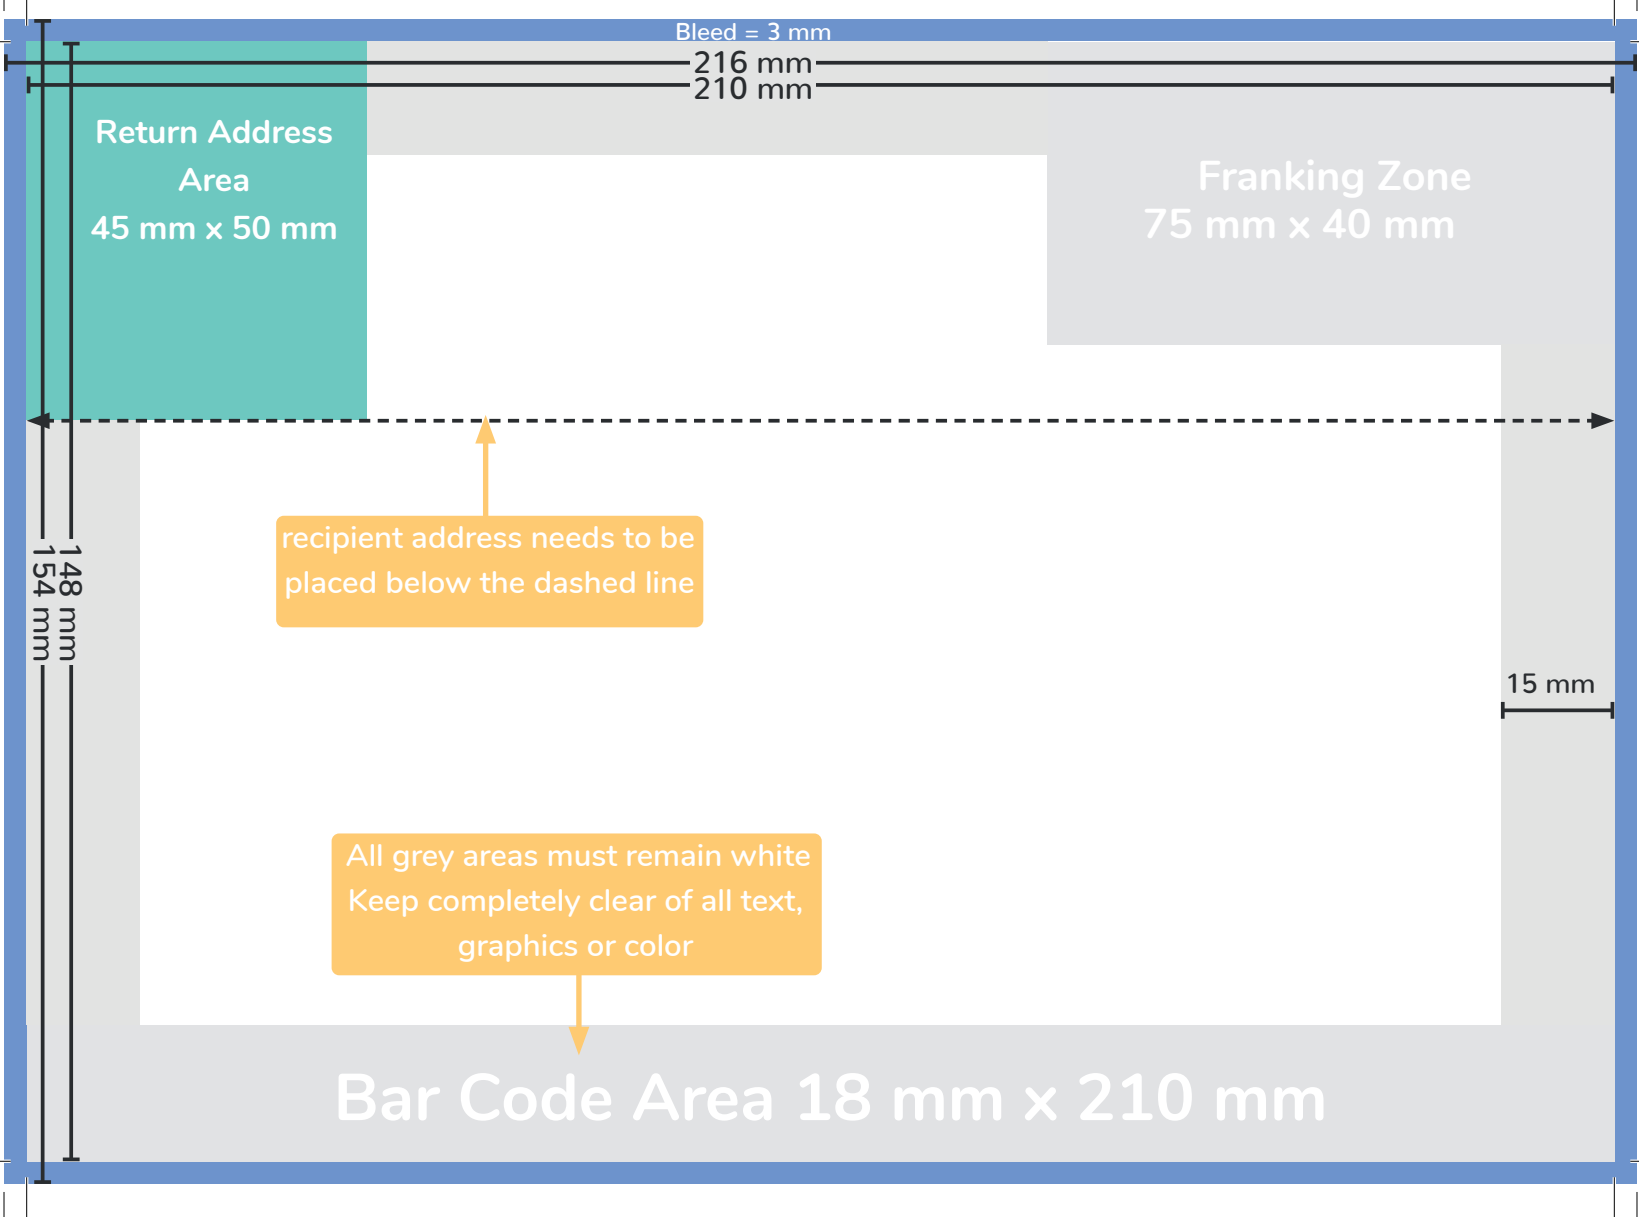 Bleed = 3 mm
216 mm
210 mm
Return Address
Area
45 mm x 50 mm
Franking Zone
75 mm x 40 mm
recipient address needs to be
placed below the dashed line
148 mm
154 mm
15 mm
All grey areas must remain white
Keep completely clear of all text,
graphics or color
Bar Code Area 18 mm x 210 mm